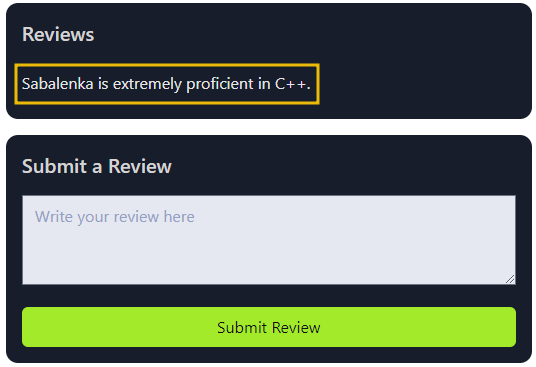 Reviews
Sabalenka is extremely proficient in C++.
Submit a Review
Write your review here
Submit Review